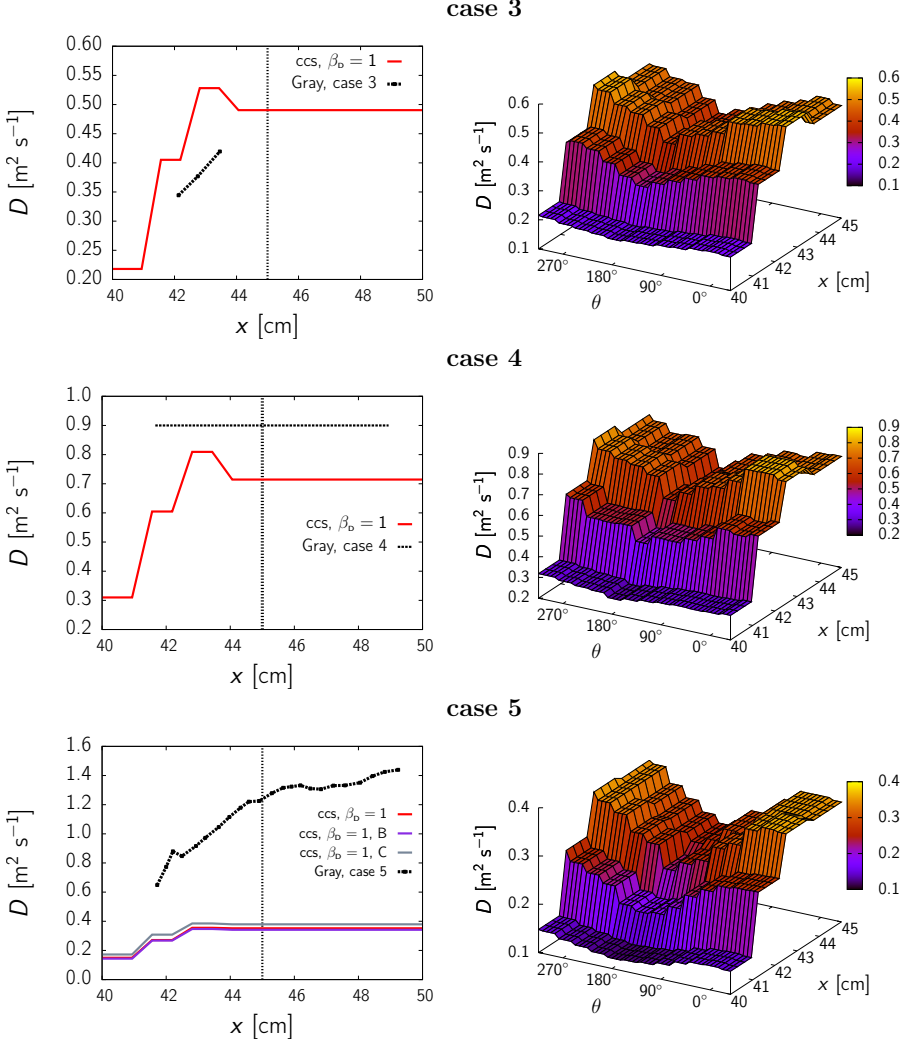 case 3
0.60
0.55
0.50
0.45
0.40
0.35
0.30
0.25
0.20
D [m² s⁻¹]
40 42 44 46 48 50
x [cm]
ccs, β_D = 1
Gray, case 3
0.6
0.5
0.4
0.3
0.2
0.1
D [m² s⁻¹]
270° 180° 90° 0°
θ
40 41 42 43 44 45
x [cm]
0.6
0.5
0.4
0.3
0.2
0.1
case 4
1.0
0.9
0.8
0.7
0.6
0.5
0.4
0.3
0.2
D [m² s⁻¹]
40 42 44 46 48 50
x [cm]
ccs, β_D = 1
Gray, case 4
0.9
0.8
0.7
0.6
0.5
0.4
0.3
0.2
D [m² s⁻¹]
270° 180° 90° 0°
θ
40 41 42 43 44 45
x [cm]
0.9
0.8
0.7
0.6
0.5
0.4
0.3
0.2
case 5
1.6
1.4
1.2
1.0
0.8
0.6
0.4
0.2
0.0
D [m² s⁻¹]
40 42 44 46 48 50
x [cm]
ccs, β_D = 1
ccs, β_D = 1, B
ccs, β_D = 1, C
Gray, case 5
0.4
0.3
0.2
0.1
D [m² s⁻¹]
270° 180° 90° 0°
θ
40 41 42 43 44 45
x [cm]
0.4
0.3
0.2
0.1